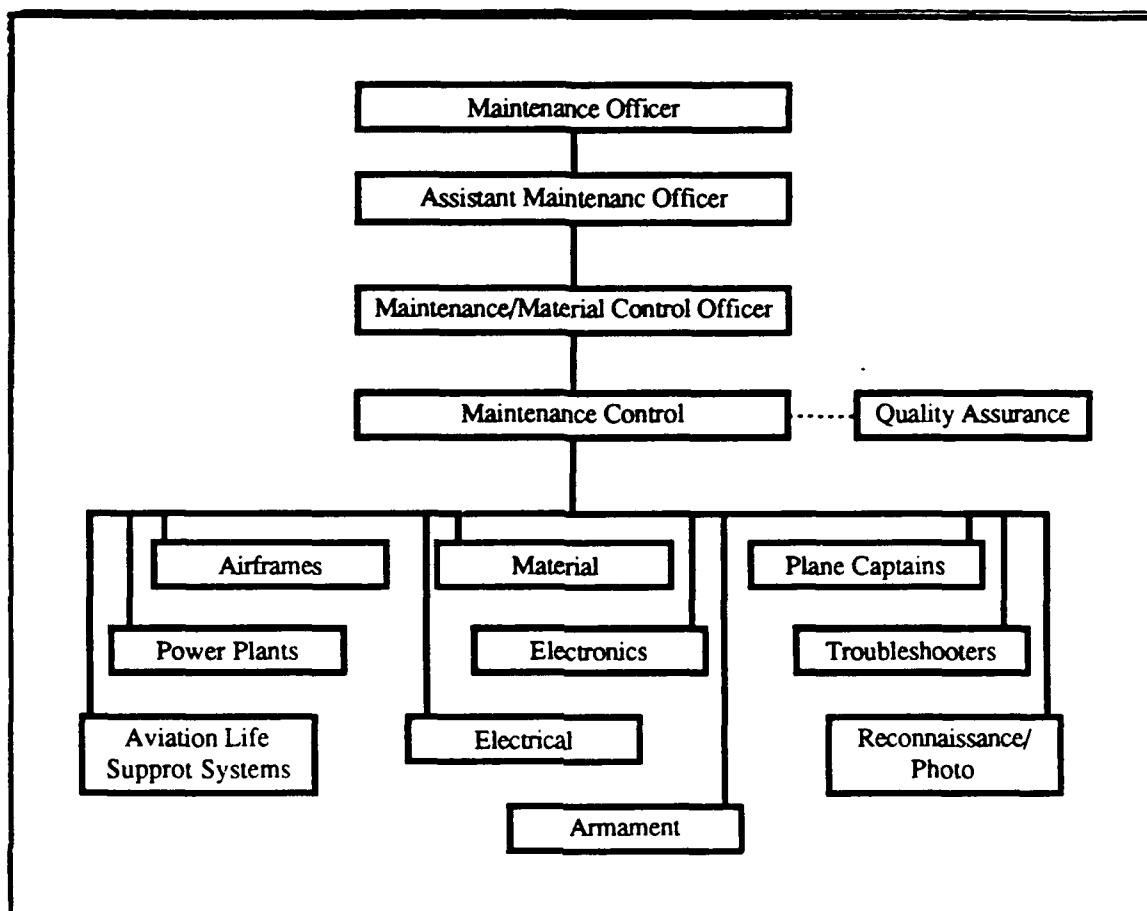 Maintenance Officer
Assistant Maintenanc Officer
Maintenance/Material Control Officer
Maintenance Control
Quality Assurance
Airframes
Material
Plane Captains
Power Plants
Electronics
Troubleshooters
Aviation Life
Supprot Systems
Electrical
Reconnaissance/
Photo
Armament